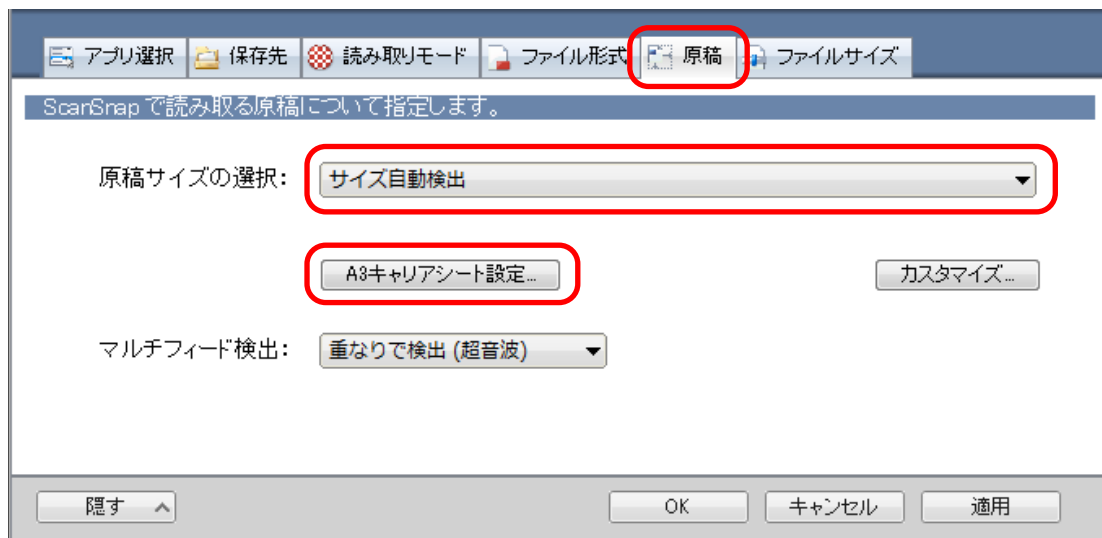 アプリ選択 保存先 読み取りモード ファイル形式 原稿 ファイルサイズ
ScanSnap で読み取る原稿について指定します。
原稿サイズの選択: サイズ自動検出
A3キャリアシート設定... カスタマイズ...
マルチフィード検出: 重なりで検出 (超音波)
隠す OK キャンセル 適用